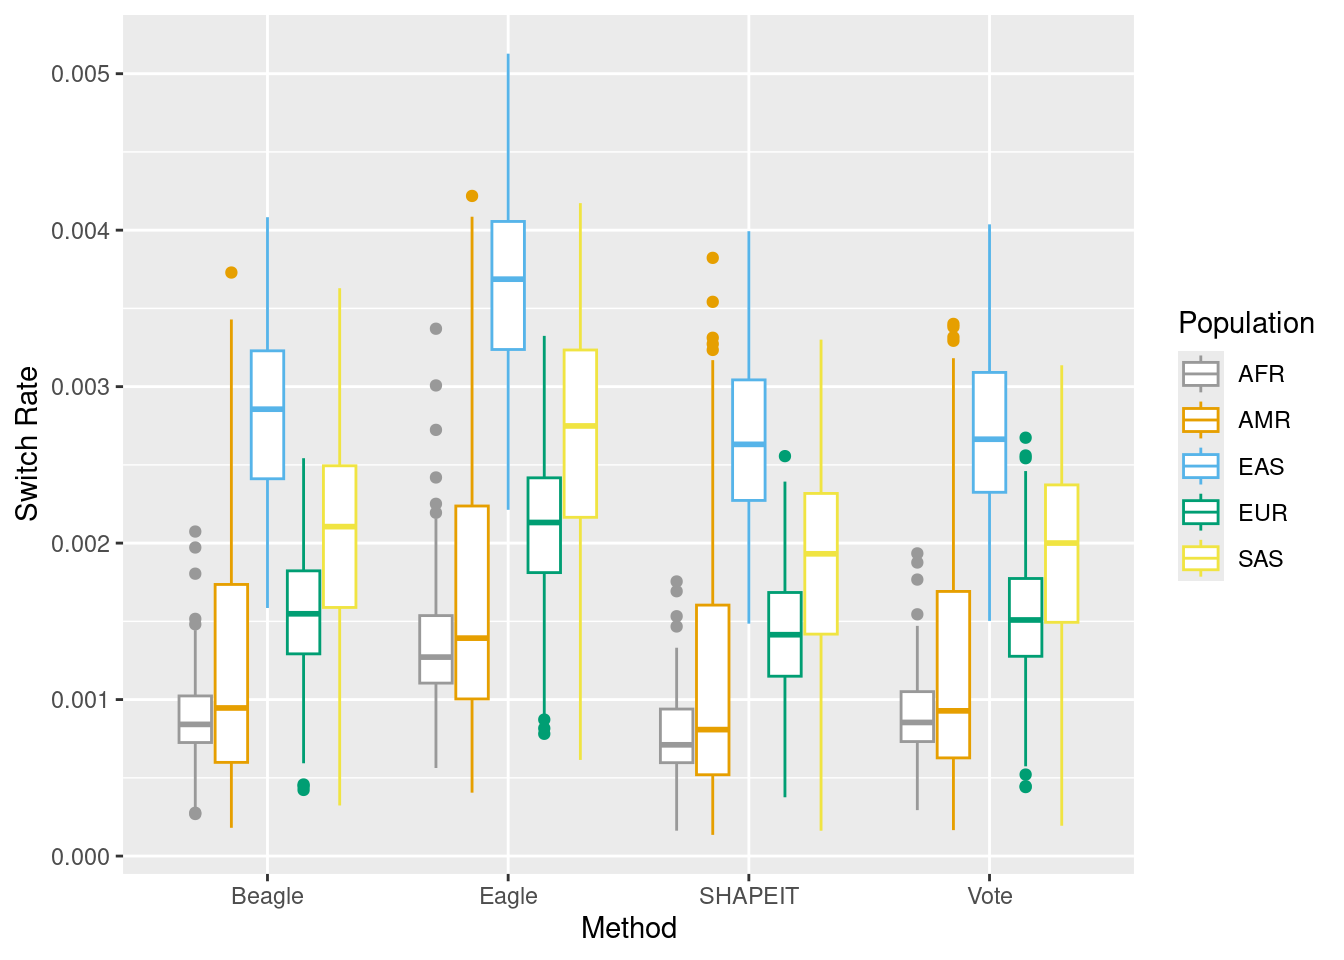 0.005
0.004
0.003
0.002
0.001
0.000
Switch Rate
Beagle Eagle SHAPEIT Vote
Method
Population
AFR
AMR
EAS
EUR
SAS